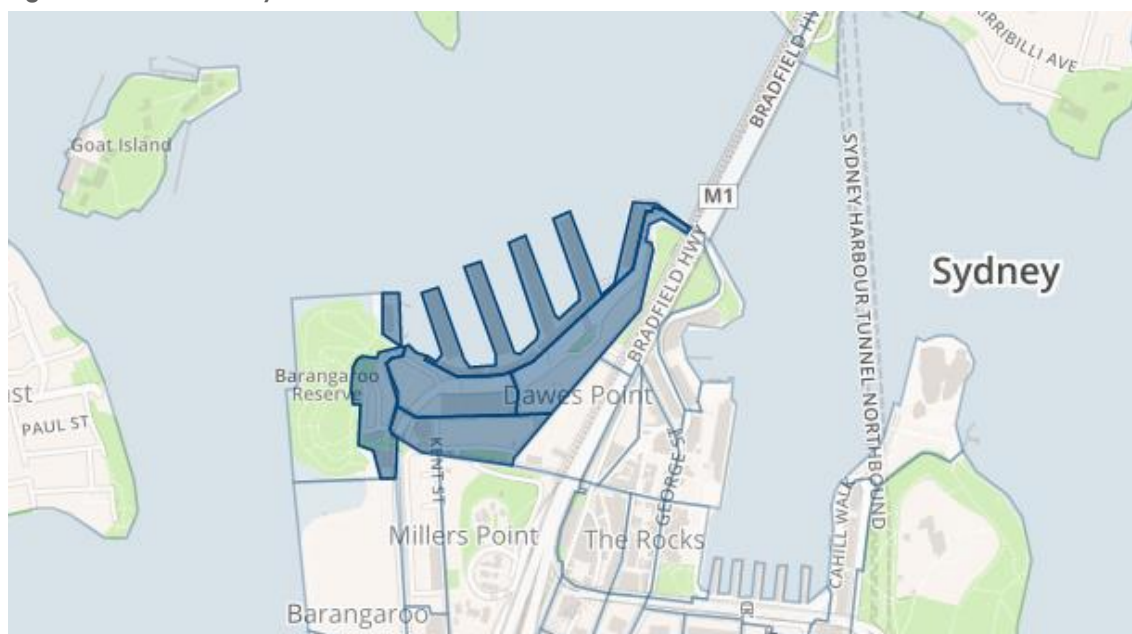 KIRRIBILLI AVE
BRADFIELD HWY
Goat Island
M1
BRADFIELD HWY
SYDNEY HARBOUR TUNNEL NORTHBOUND
Sydney
Barangaroo
Reserve
Dawes Point
PAUL ST
KENT ST
GEORGE ST
Millers Point
The Rocks
CAHILL WALK
Barangaroo